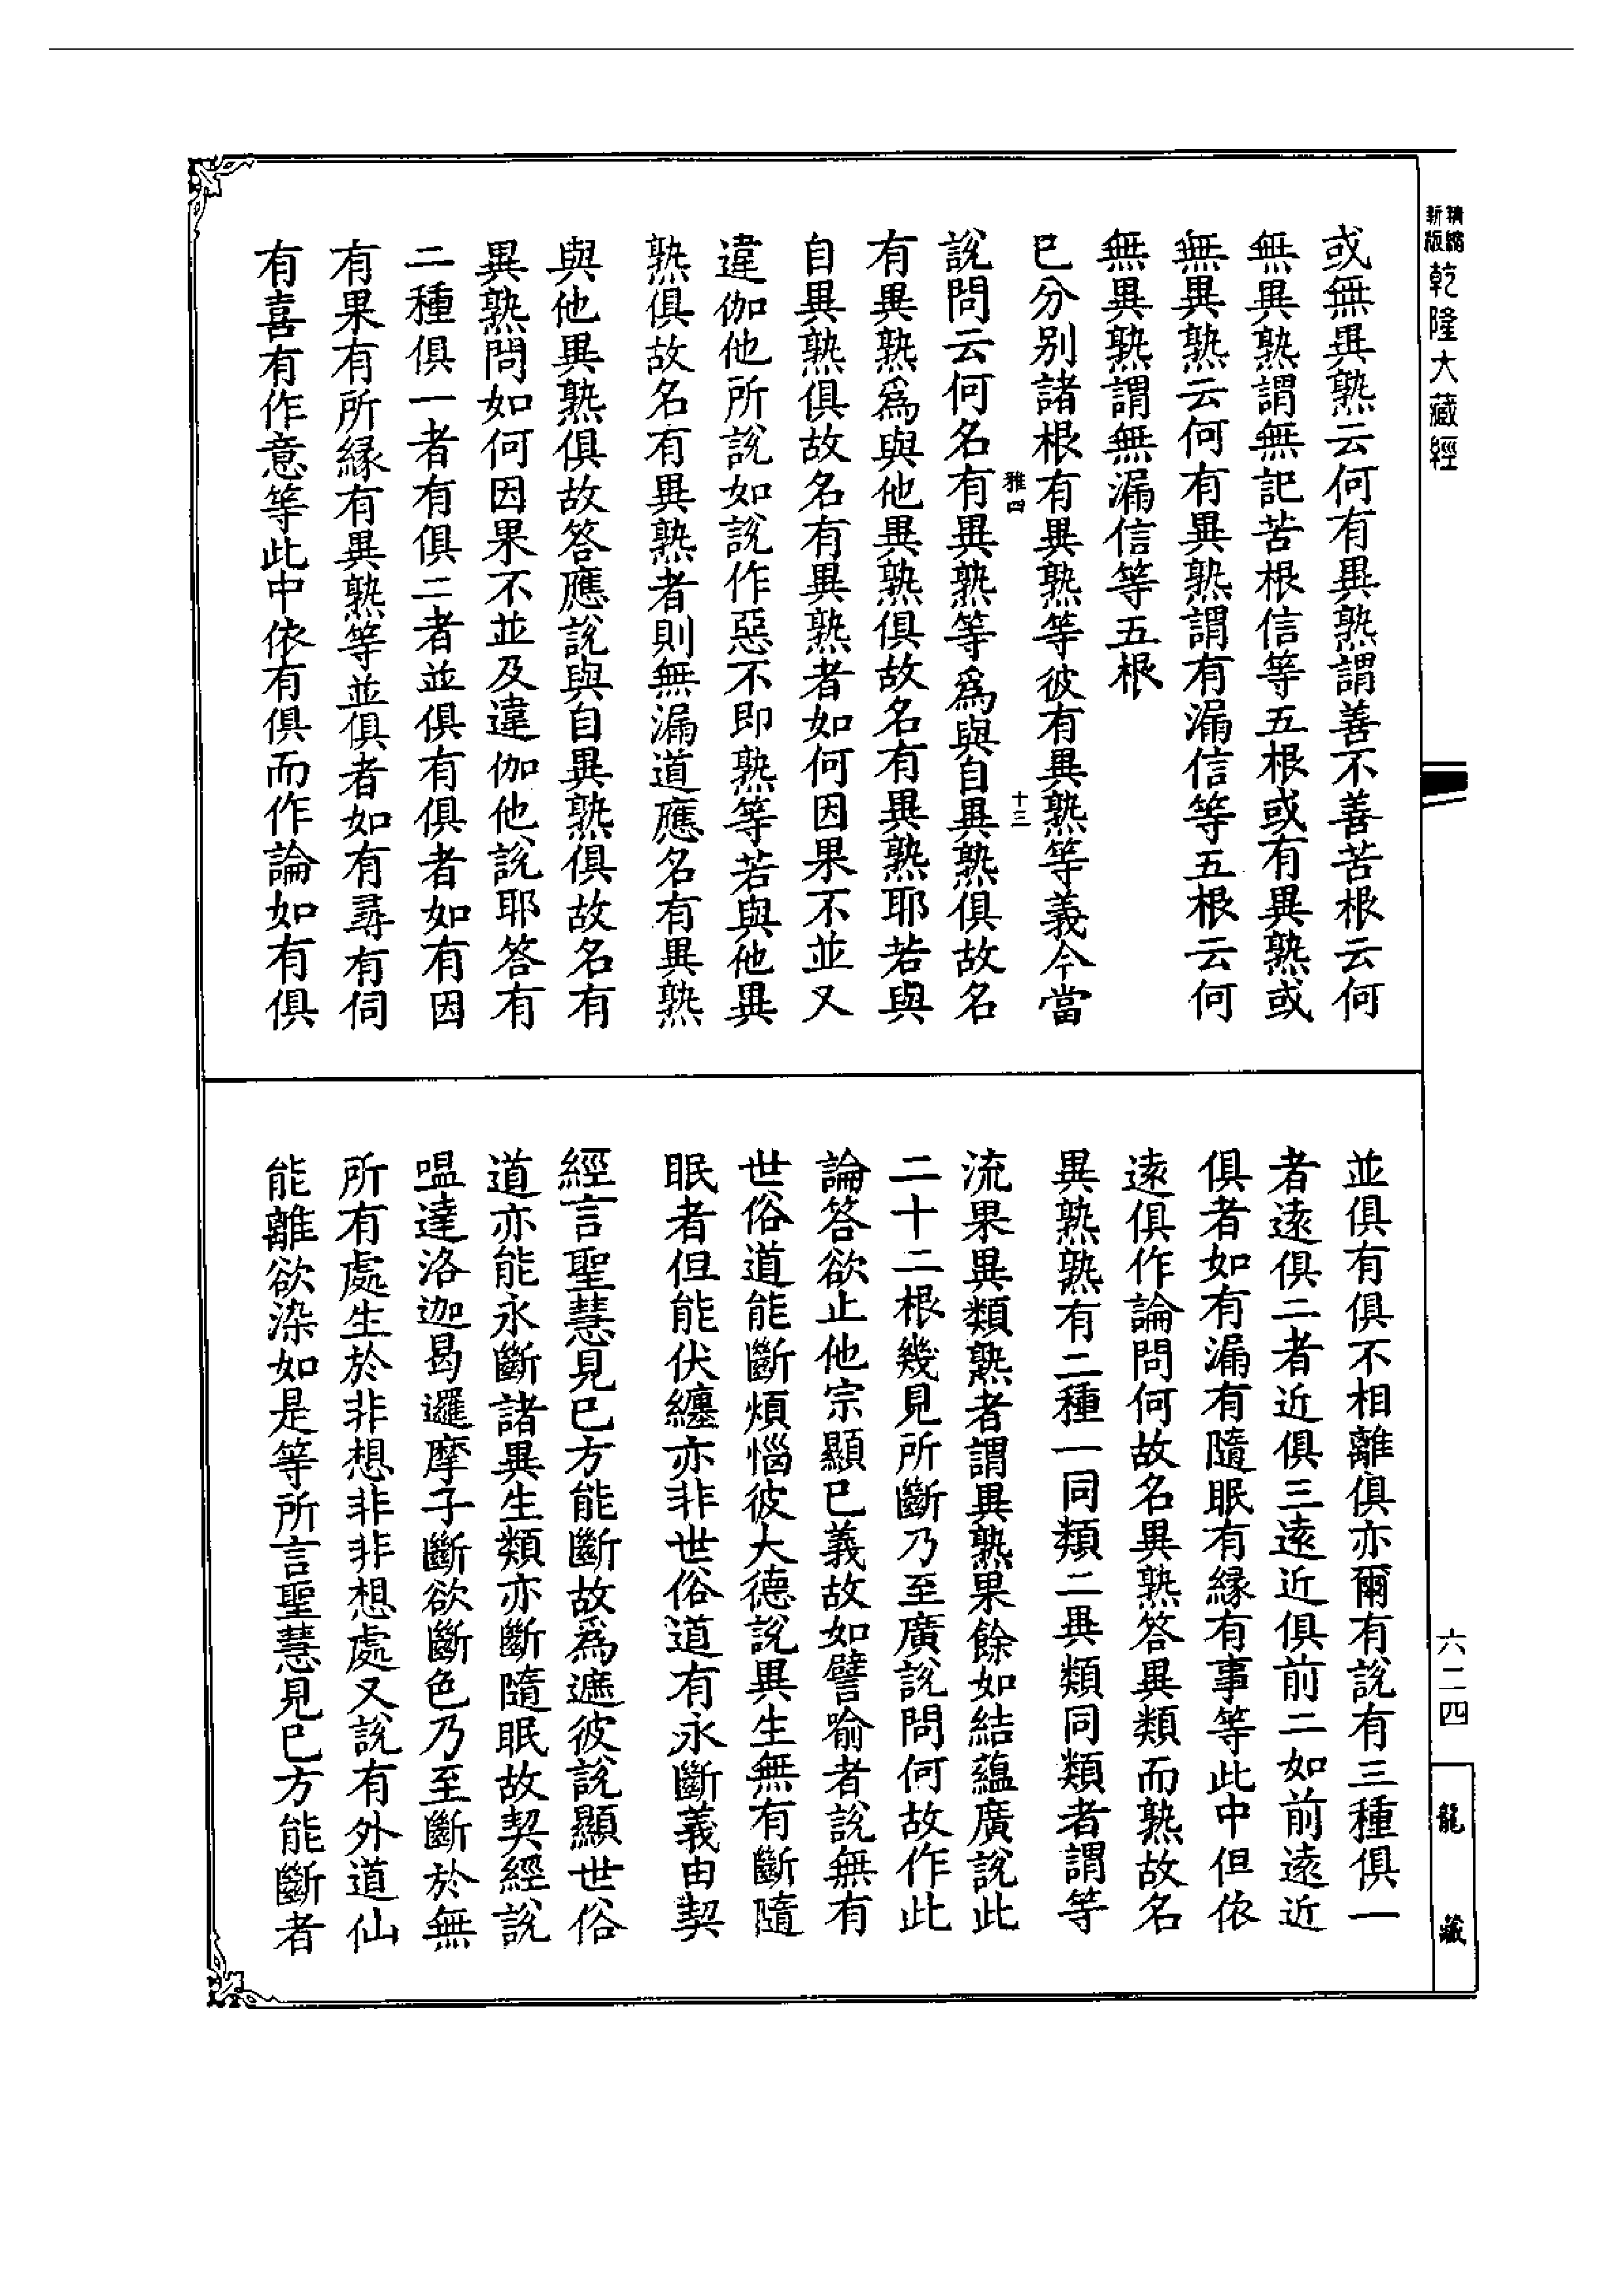 精縮新版乾隆大藏經
或無異熟云何有異熟謂善不善苦根云何
無異熟謂無記苦根信等五根或有異熟或
無異熟云何有異熟謂有漏信等五根云何
無異熟謂無漏信等五根
已分別諸根有異熟等彼有異熟等義今當
雅四 十三
說問云何名有異熟等爲與自異熟俱故名
有異熟爲與他異熟俱故名有異熟耶若與
自異熟俱故名有異熟者如何因果不並又
違伽他所說如說作惡不即熟等若與他異
熟俱故名有異熟者則無漏道應名有異熟
與他異熟俱故答應說與自異熟俱故名有
異熟問如何因果不並及違伽他說耶答有
二種俱一者有俱二者並俱有俱者如有因
有果有所緣有異熟等並俱者如有尋有伺
有喜有作意等此中依有俱而作論如有俱
並俱有俱不相離俱亦爾有說有三種俱一
者遠俱二者近俱三遠近俱前二如前遠近
俱者如有漏有隨眠有緣有事等此中但依
遠俱作論問何故名異熟答異類而熟故名
異熟熟有二種一同類二異類同類者謂等
流果異類熟者謂異熟果餘如結蘊廣說此
二十二根幾見所斷乃至廣說問何故作此
論答欲止他宗顯已義故如譬喻者說無有
世俗道能斷煩惱彼大德說異生無有斷隨
眠者但能伏纏亦非世俗道有永斷義由契
經言聖慧見已方能斷故爲遮彼說顯世俗
道亦能永斷諸異生類亦斷隨眠故契經說
嗢達洛迦曷邏摩子斷欲斷色乃至斷於無
所有處生於非想非非想處又說有外道仙
能離欲染如是等所言聖慧見已方能斷者
六二四
龍藏